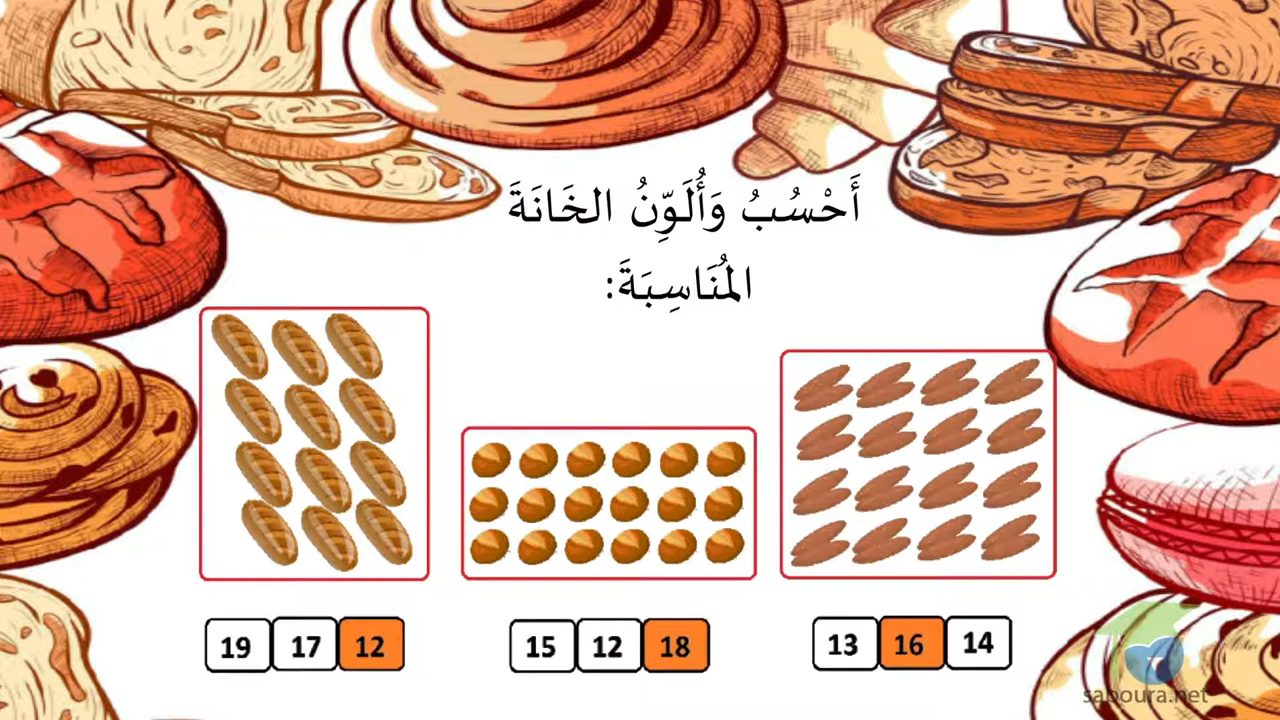 أَحْسُبُ وَأُلَوِّنُ الخَانَةَ
المُنَاسِبَةَ:
19 17 12
15 12 18
13 16 14
saboura.net